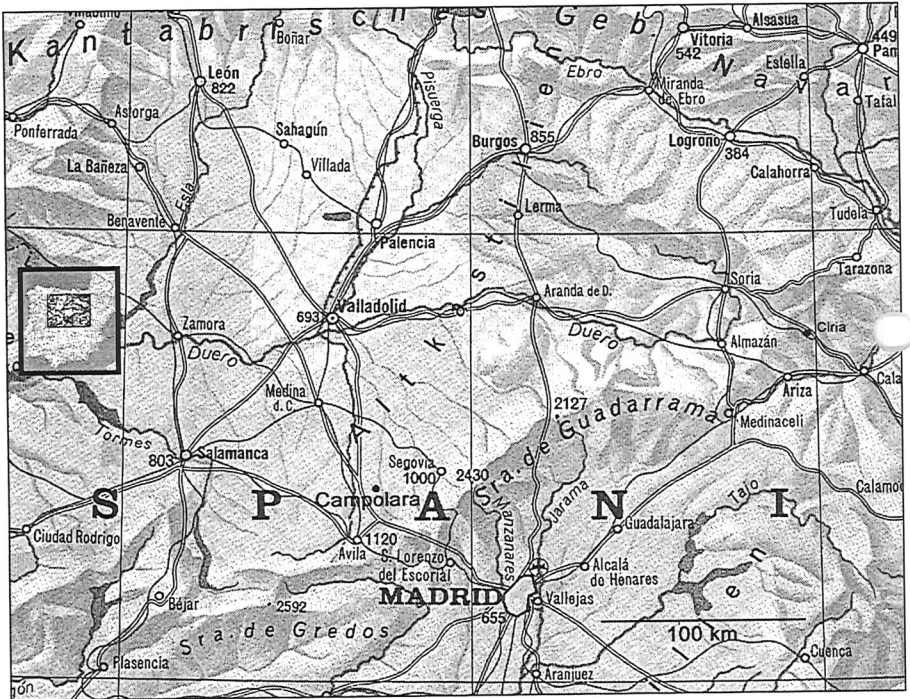 Kantabrisches Geb.
Boñar
Vitoria
542
Alsasua
449
Pam
León
822
Pisuerga
Ebro
Miranda
de Ebro
Estella
Navar
Tafal
Ponferrada
Astorga
Sahagún
Burgos
855
Logroño
384
La Bañeza
Villada
Calahorra
Esla
Benavente
Lerma
Tudela
Palencia
Tarazona
Soria
Aranda de D.
Valladolid
693
Zamora
Duero
Duero
Ciria
Almazán
Altkastilien
Medina
d. C.
Ariza
Cala
2127
Medinaceli
Tormes
Salamanca
803
Segovia
1000
2430
Sra. de Guadarrama
Calamo
SPANI
Campolara
Manzanares
Jarama
Tajo
Ciudad Rodrigo
Guadalajara
1120
Avila
S. Lorenzo
del Escorial
Alcalá
de Henares
MADRID
655
Vallejas
Béjar
2592
Sra. de Gredos
100 km
Plasencia
Cuenca
Aranjuez